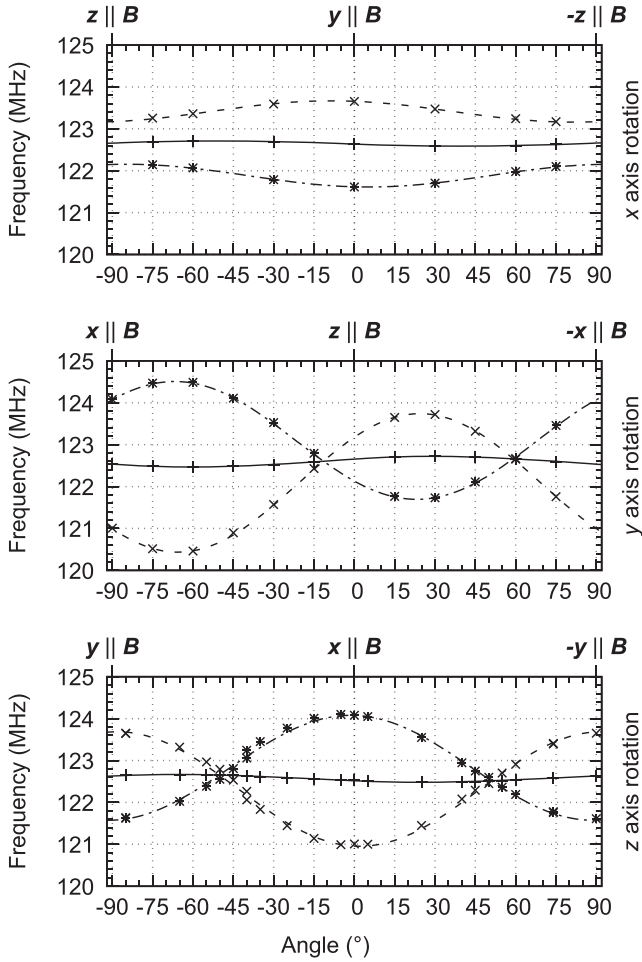 z || B y || B -z || B
125
124
123
122
121
120
Frequency (MHz)
x axis rotation
-90 -75 -60 -45 -30 -15 0 15 30 45 60 75 90
x || B z || B -x || B
125
124
123
122
121
120
Frequency (MHz)
y axis rotation
-90 -75 -60 -45 -30 -15 0 15 30 45 60 75 90
y || B x || B -y || B
125
124
123
122
121
120
Frequency (MHz)
z axis rotation
-90 -75 -60 -45 -30 -15 0 15 30 45 60 75 90
Angle (°)